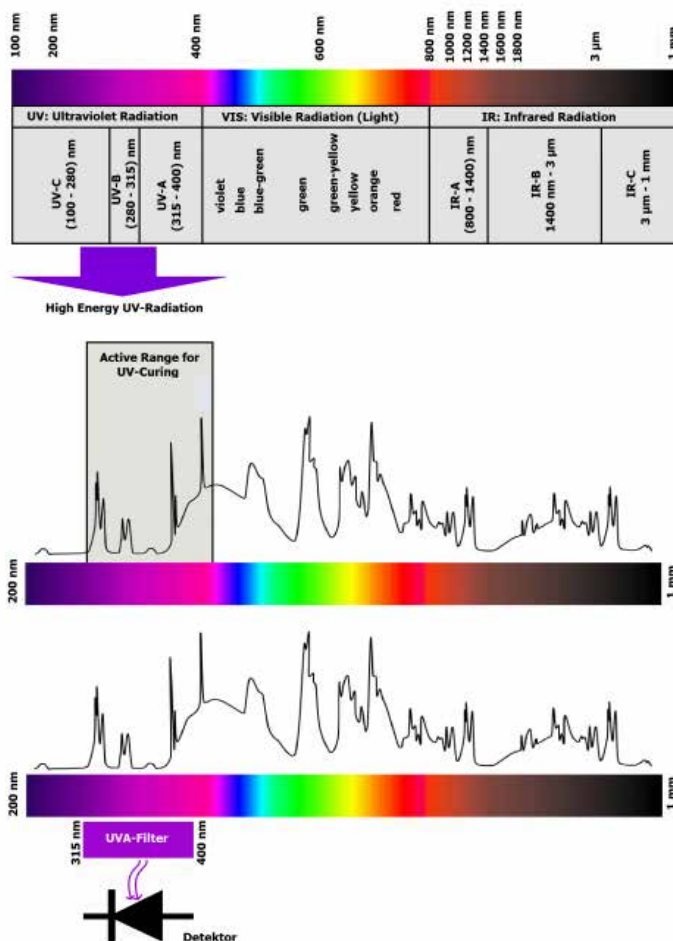 100 nm
200 nm
400 nm
600 nm
800 nm
1000 nm
1200 nm
1400 nm
1600 nm
1800 nm
3 µm
1 mm
UV: Ultraviolet Radiation
VIS: Visible Radiation (Light)
IR: Infrared Radiation
UV-C
(100 - 280) nm
UV-B
(280 - 315) nm
UV-A
(315 - 400) nm
violet
blue
blue-green
green
green-yellow
yellow
orange
red
IR-A
(800 - 1400) nm
IR-B
1400 nm - 3 µm
IR-C
3 µm - 1 mm
High Energy UV-Radiation
Active Range for
UV-Curing
200 nm
1 mm
200 nm
1 mm
315 nm
UVA-Filter
400 nm
Detektor